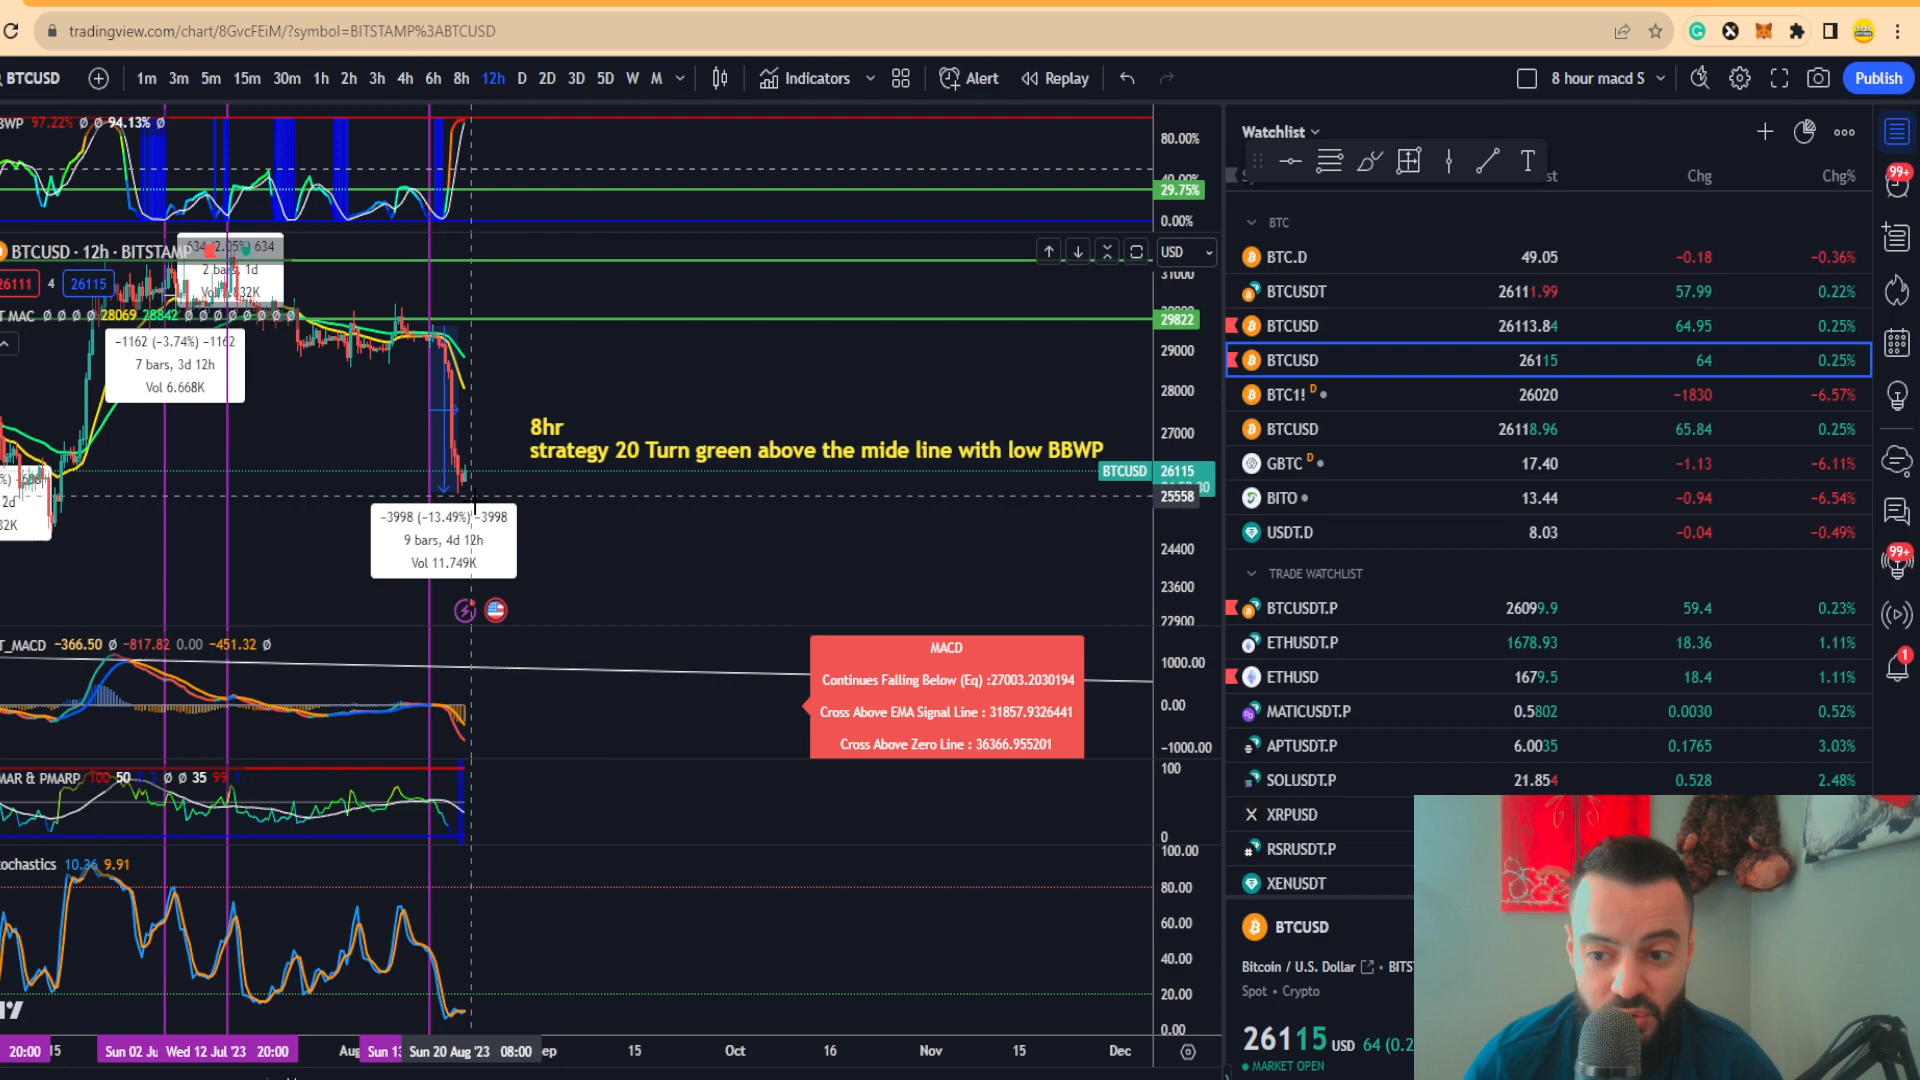 tradingview.com/chart/8GvcFEiM/?symbol=BITSTAMP%3ABTCUSD
BTCUSD 1m 3m 5m 15m 30m 1h 2h 3h 4h 6h 8h 12h D 2D 3D 5D W M Indicators Alert Replay 8 hour macd S Publish
BWP 97.22% Ø Ø 94.13% Ø
80.00%
29.75%
0.00%
BTCUSD · 12h · BITSTAMP
634 (2.05%) 634
2 bars, 1d
USD
31000
26111 4 26115
28069 28842 Ø Ø Ø Ø Ø Ø Ø Ø
29822
−1162 (−3.74%) −1162
7 bars, 3d 12h
Vol 6.668K
29000
28000
27000
8hr
strategy 20 Turn green above the mide line with low BBWP
BTCUSD 26115
25558
2d
32K
−3998 (−13.49%) −3998
9 bars, 4d 12h
Vol 11.749K
24400
23600
22900
T_MACD −366.50 Ø −817.82 0.00 −451.32 Ø
1000.00
0.00
−1000.00
MACD
Continues Falling Below (Eq) :27003.2030194
Cross Above EMA Signal Line : 31857.9326441
Cross Above Zero Line : 36366.955201
MAR & PMARP 100 50 Ø Ø 35 99
100
0
ochastics 10.36 9.91
100.00
80.00
60.00
40.00
20.00
0.00
20:00 15 Sun 02 Ju Wed 12 Jul '23 20:00 Aug Sun 13 Sun 20 Aug '23 08:00 ep 15 Oct 16 Nov 15 Dec
Watchlist
Chg Chg%
BTC
BTC.D 49.05 −0.18 −0.36%
BTCUSDT 26111.99 57.99 0.22%
BTCUSD 26113.84 64.95 0.25%
BTCUSD 26115 64 0.25%
BTC1! D 26020 −1830 −6.57%
BTCUSD 26118.96 65.84 0.25%
GBTC D 17.40 −1.13 −6.11%
BITO 13.44 −0.94 −6.54%
USDT.D 8.03 −0.04 −0.49%
TRADE WATCHLIST
BTCUSDT.P 26099.9 59.4 0.23%
ETHUSDT.P 1678.93 18.36 1.11%
ETHUSD 1679.5 18.4 1.11%
MATICUSDT.P 0.5802 0.0030 0.52%
APTUSDT.P 6.0035 0.1765 3.03%
SOLUSDT.P 21.854 0.528 2.48%
XRPUSD
RSRUSDT.P
XENUSDT
BTCUSD
Bitcoin / U.S. Dollar • BITS
Spot • Crypto
26115 USD 64 (0.2
MARKET OPEN
99+
99+
1